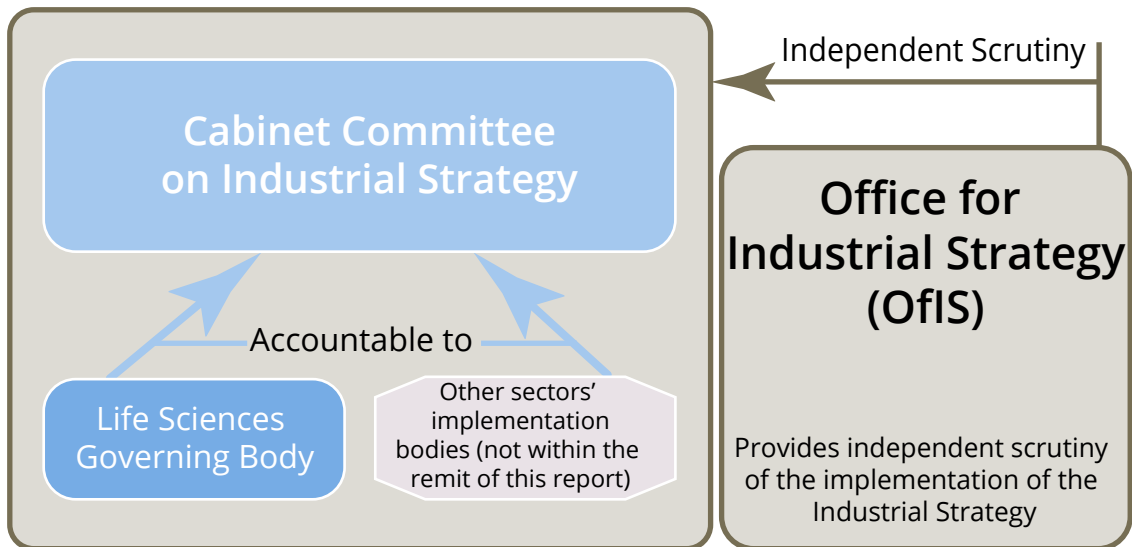 Independent Scrutiny
Cabinet Committee
on Industrial Strategy
Accountable to
Life Sciences
Governing Body
Other sectors’
implementation
bodies (not within the
remit of this report)
Office for
Industrial Strategy
(OfIS)
Provides independent scrutiny
of the implementation of the
Industrial Strategy